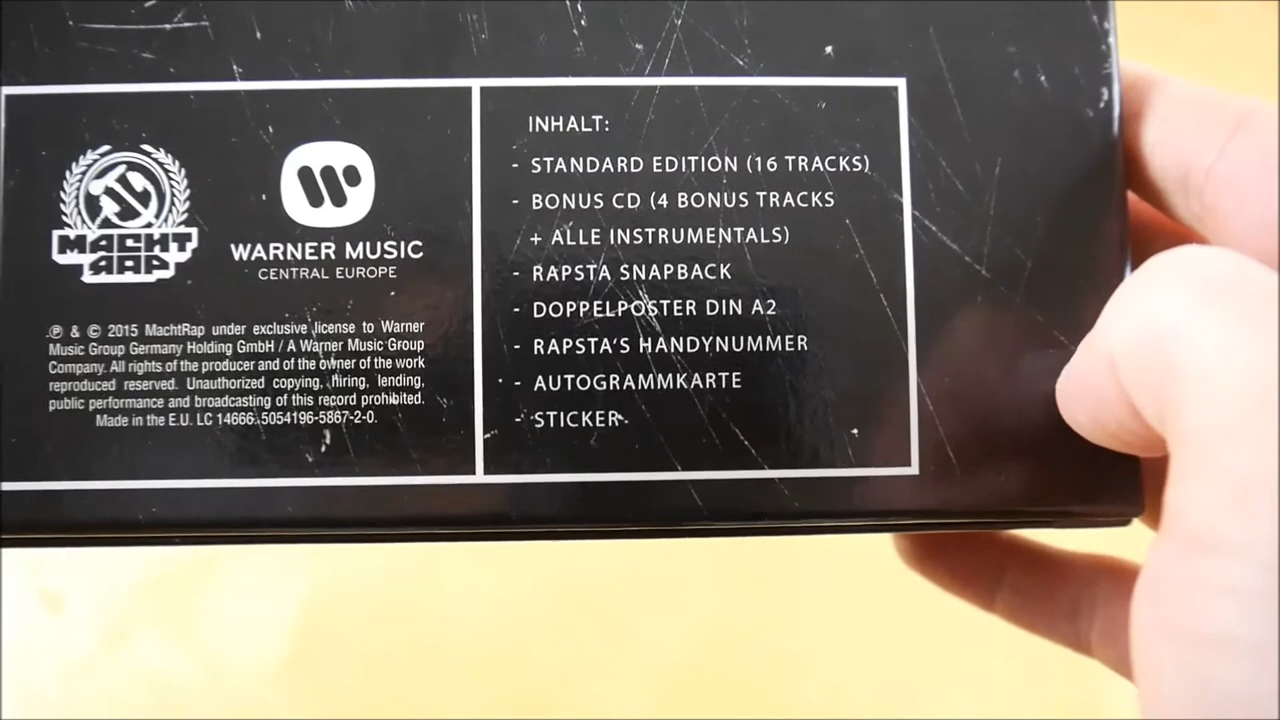 MACHT
RAP
WARNER MUSIC
CENTRAL EUROPE
℗ & © 2015 MachtRap under exclusive license to Warner
Music Group Germany Holding GmbH / A Warner Music Group
Company. All rights of the producer and of the owner of the work
reproduced reserved. Unauthorized copying, hiring, lending,
public performance and broadcasting of this record prohibited.
Made in the E.U. LC 14666. 5054196-5867-2-0.
INHALT:
- STANDARD EDITION (16 TRACKS)
- BONUS CD (4 BONUS TRACKS
+ ALLE INSTRUMENTALS)
- RAPSTA SNAPBACK
- DOPPELPOSTER DIN A2
- RAPSTA'S HANDYNUMMER
- AUTOGRAMMKARTE
- STICKER